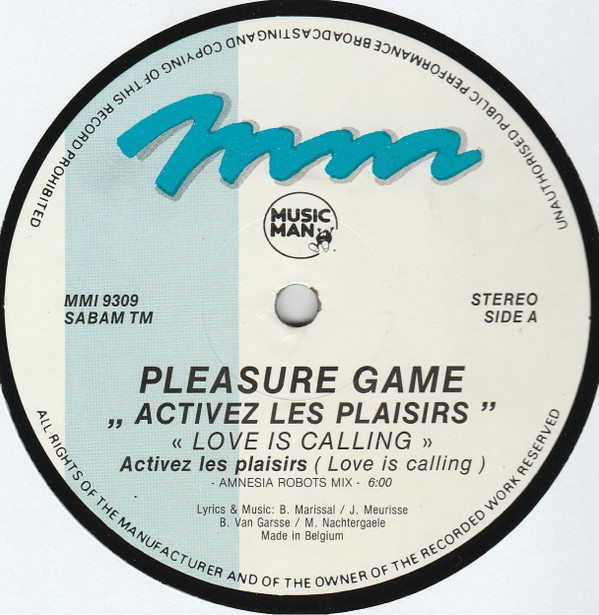 UNAUTHORISED PUBLIC PERFORMANCE BROADCASTING AND COPYING OF THIS RECORD PROHIBITED
mm
MUSIC
MAN
MMI 9309
SABAM TM
STEREO
SIDE A
PLEASURE GAME
„ ACTIVEZ LES PLAISIRS ”
« LOVE IS CALLING »
Activez les plaisirs ( Love is calling )
- AMNESIA ROBOTS MIX - 6:00
Lyrics & Music: B. Marissal / J. Meurisse
B. Van Garsse / M. Nachtergaele
Made in Belgium
ALL RIGHTS OF THE MANUFACTURER AND OF THE OWNER OF THE RECORDED WORK RESERVED